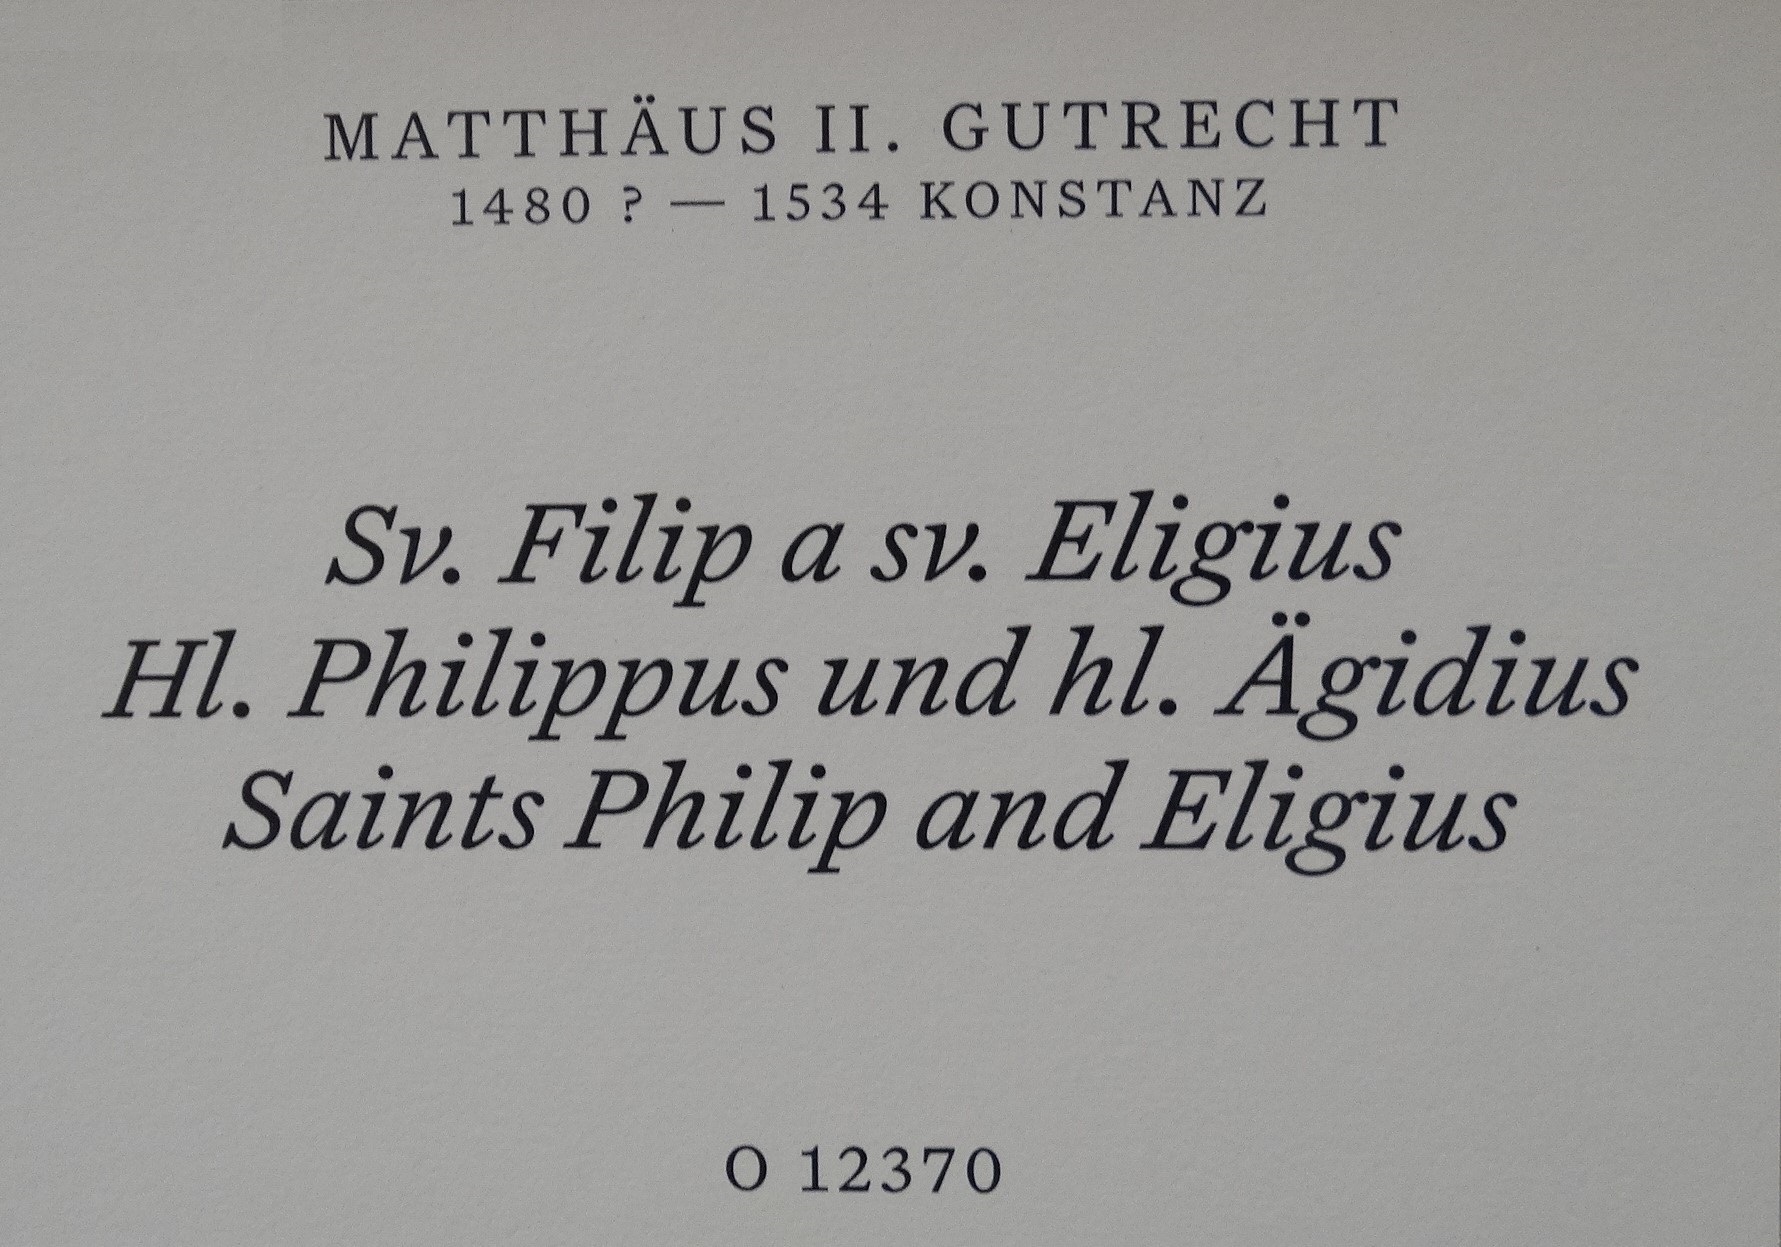 MATTHÄUS II. GUTRECHT
1480 ? — 1534 KONSTANZ
Sv. Filip a sv. Eligius
Hl. Philippus und hl. Ägidius
Saints Philip and Eligius
O 12370